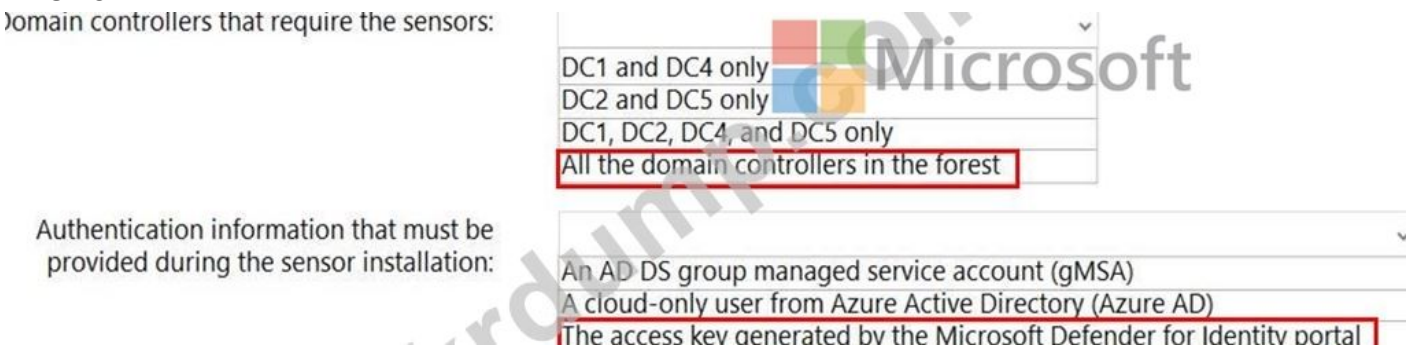 Domain controllers that require the sensors:
Microsoft
DC1 and DC4 only
DC2 and DC5 only
DC1, DC2, DC4, and DC5 only
All the domain controllers in the forest
Authentication information that must be
provided during the sensor installation:
An AD DS group managed service account (gMSA)
A cloud-only user from Azure Active Directory (Azure AD)
The access key generated by the Microsoft Defender for Identity portal